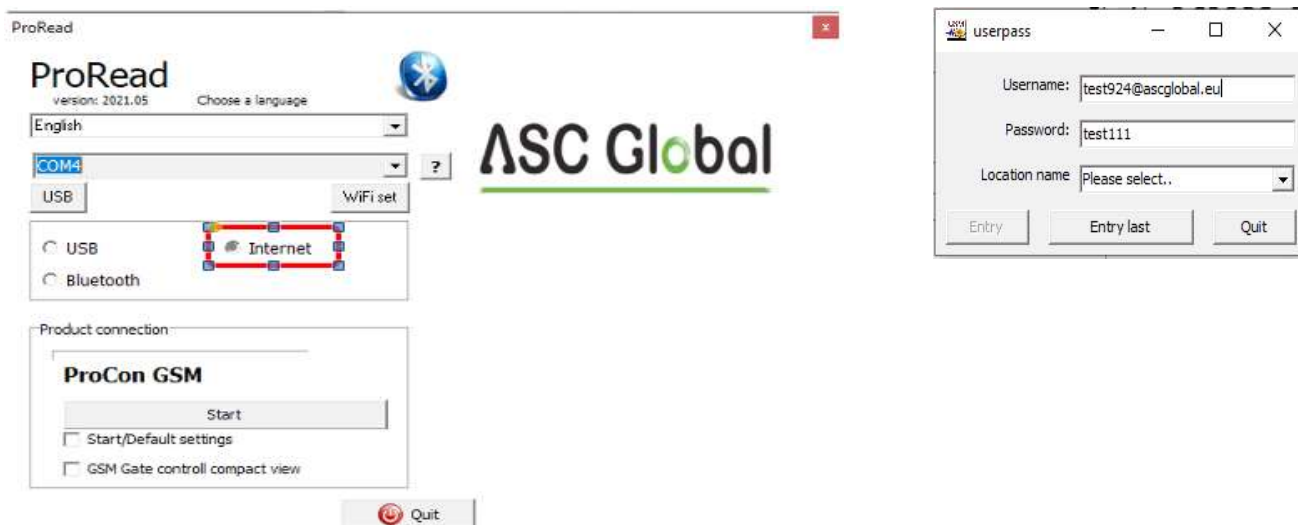 ProRead
x
ProRead
version: 2021.05
Choose a language
English
COM4
?
USB
WiFi set
USB
Internet
Bluetooth
Product connection
ProCon GSM
Start
Start/Default settings
GSM Gate controll compact view
Quit
ASC Global
userpass
Username: test924@ascglobal.eu
Password: test111
Location name Please select..
Entry Entry last Quit